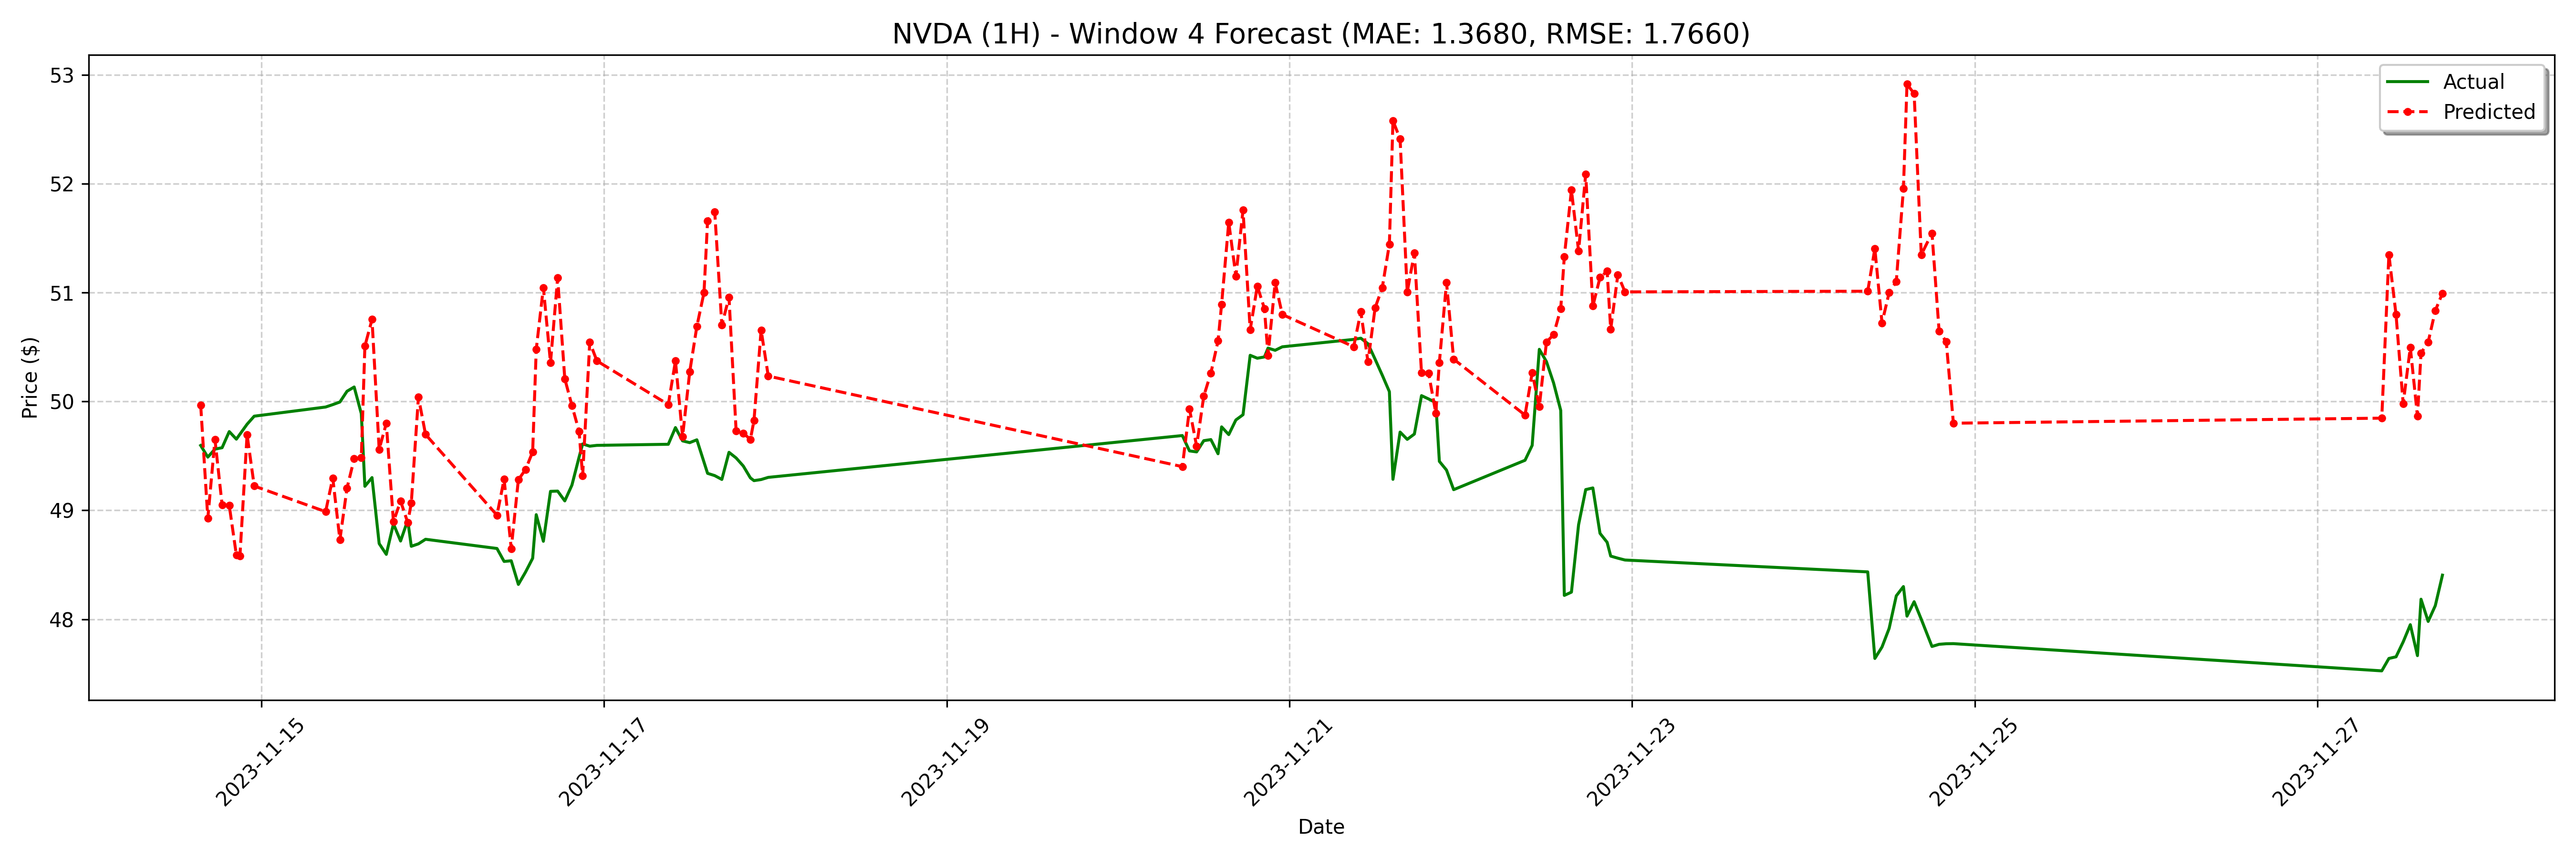 NVDA (1H) - Window 4 Forecast (MAE: 1.3680, RMSE: 1.7660)
Actual
Predicted
Price ($)
53
52
51
50
49
48
2023-11-15
2023-11-17
2023-11-19
2023-11-21
2023-11-23
2023-11-25
2023-11-27
Date